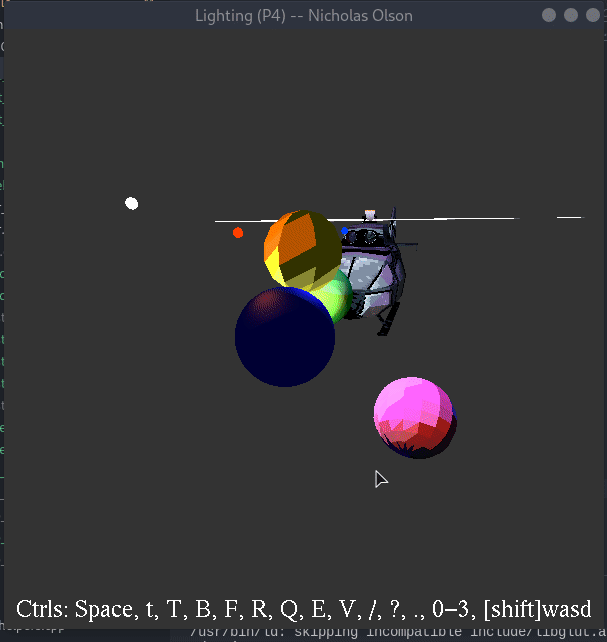 Lighting (P4) -- Nicholas Olson
Ctrls: Space, t, T, B, F, R, Q, E, V, /, ?, ., 0–3, [shift]wasd
/usr/bin/ld: skipping incompatible include/libglut.a